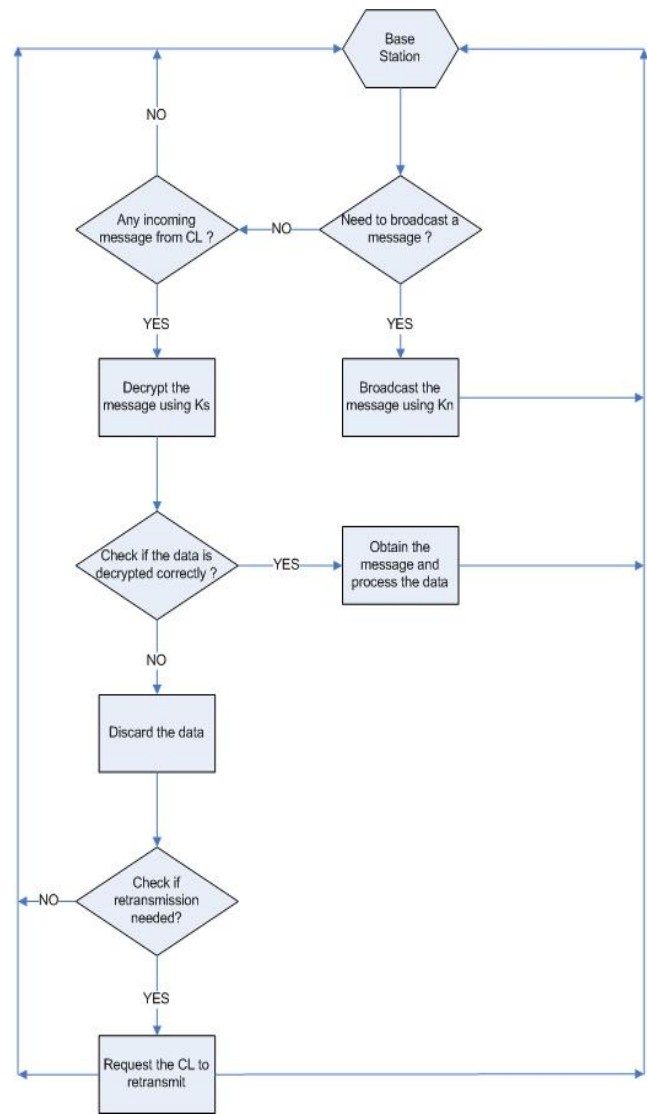 Base
Station
NO
Any incoming
message from CL ?
NO
Need to broadcast a
message ?
YES
YES
Decrypt the
message using Ks
Broadcast the
message using Kn
Check if the data is
decrypted correctly ?
YES
Obtain the
message and
process the data
NO
Discard the data
Check if
retransmission
needed?
NO
YES
Request the CL to
retransmit